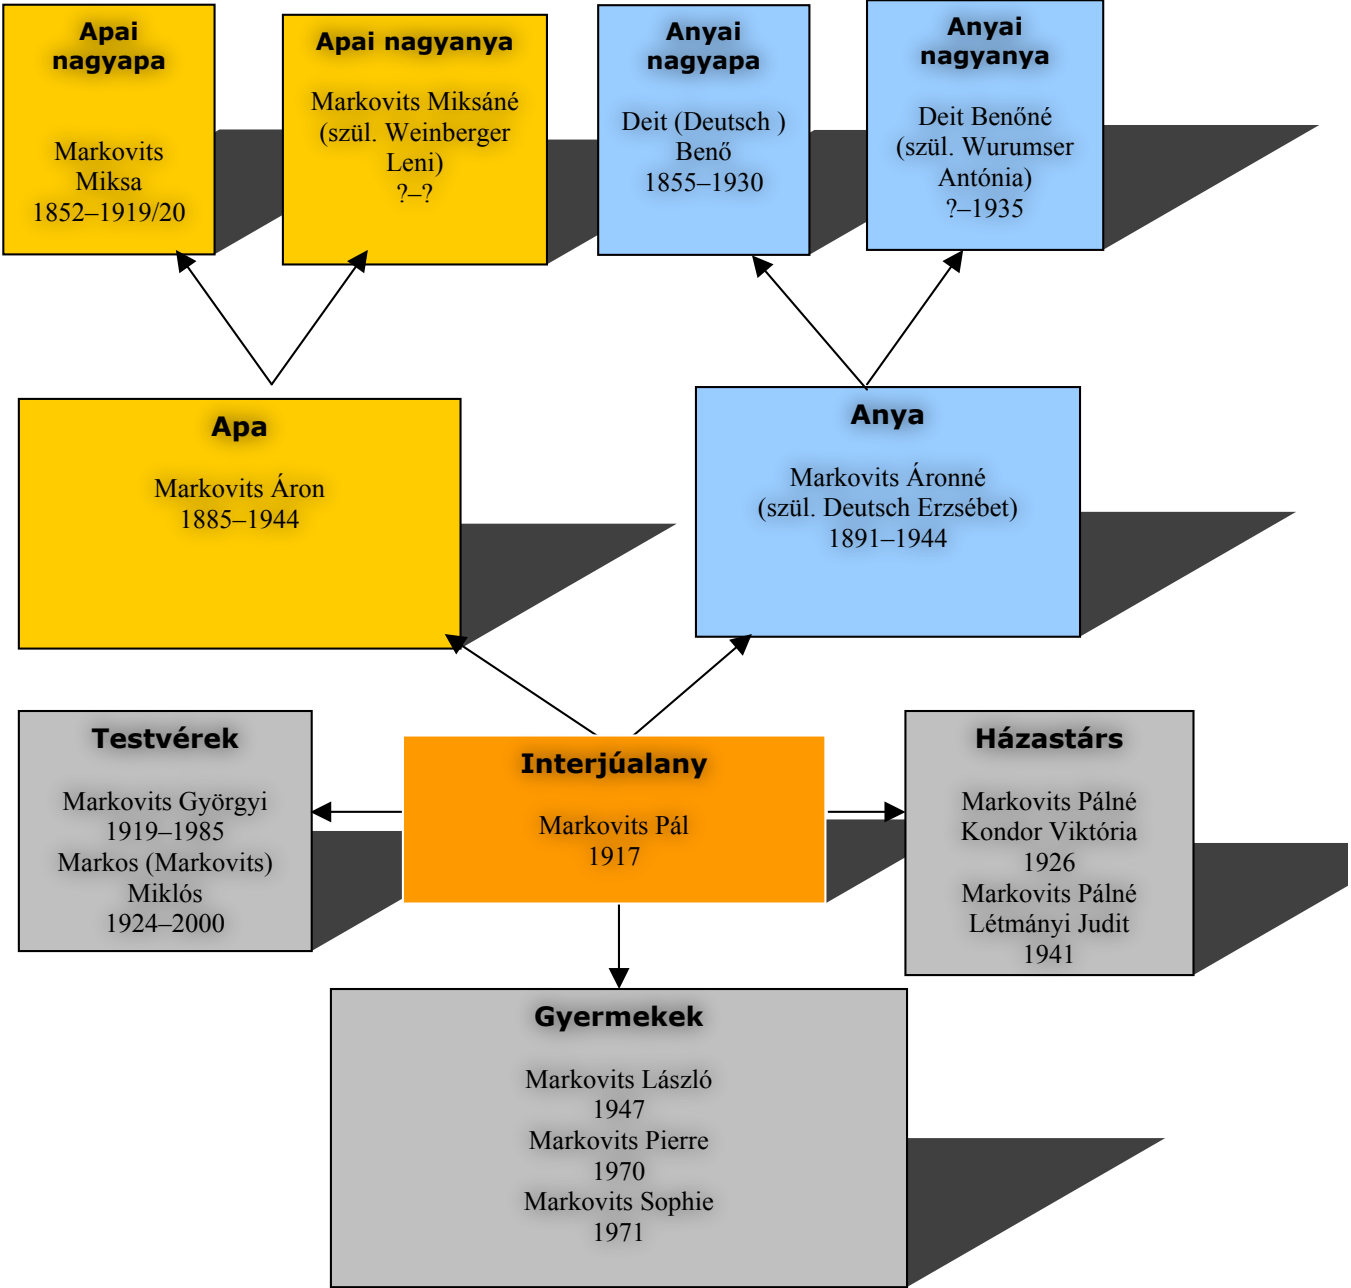 Apai
nagyapa
Markovits
Miksa
1852–1919/20
Apai nagyanya
Markovits Miksáné
(szül. Weinberger
Leni)
?–?
Anyai
nagyapa
Deit (Deutsch )
Benő
1855–1930
Anyai
nagyanya
Deit Benőné
(szül. Wurumser
Antónia)
?–1935
Apa
Markovits Áron
1885–1944
Anya
Markovits Áronné
(szül. Deutsch Erzsébet)
1891–1944
Testvérek
Markovits Györgyi
1919–1985
Markos (Markovits)
Miklós
1924–2000
Interjúalany
Markovits Pál
1917
Házastárs
Markovits Pálné
Kondor Viktória
1926
Markovits Pálné
Létmányi Judit
1941
Gyermekek
Markovits László
1947
Markovits Pierre
1970
Markovits Sophie
1971